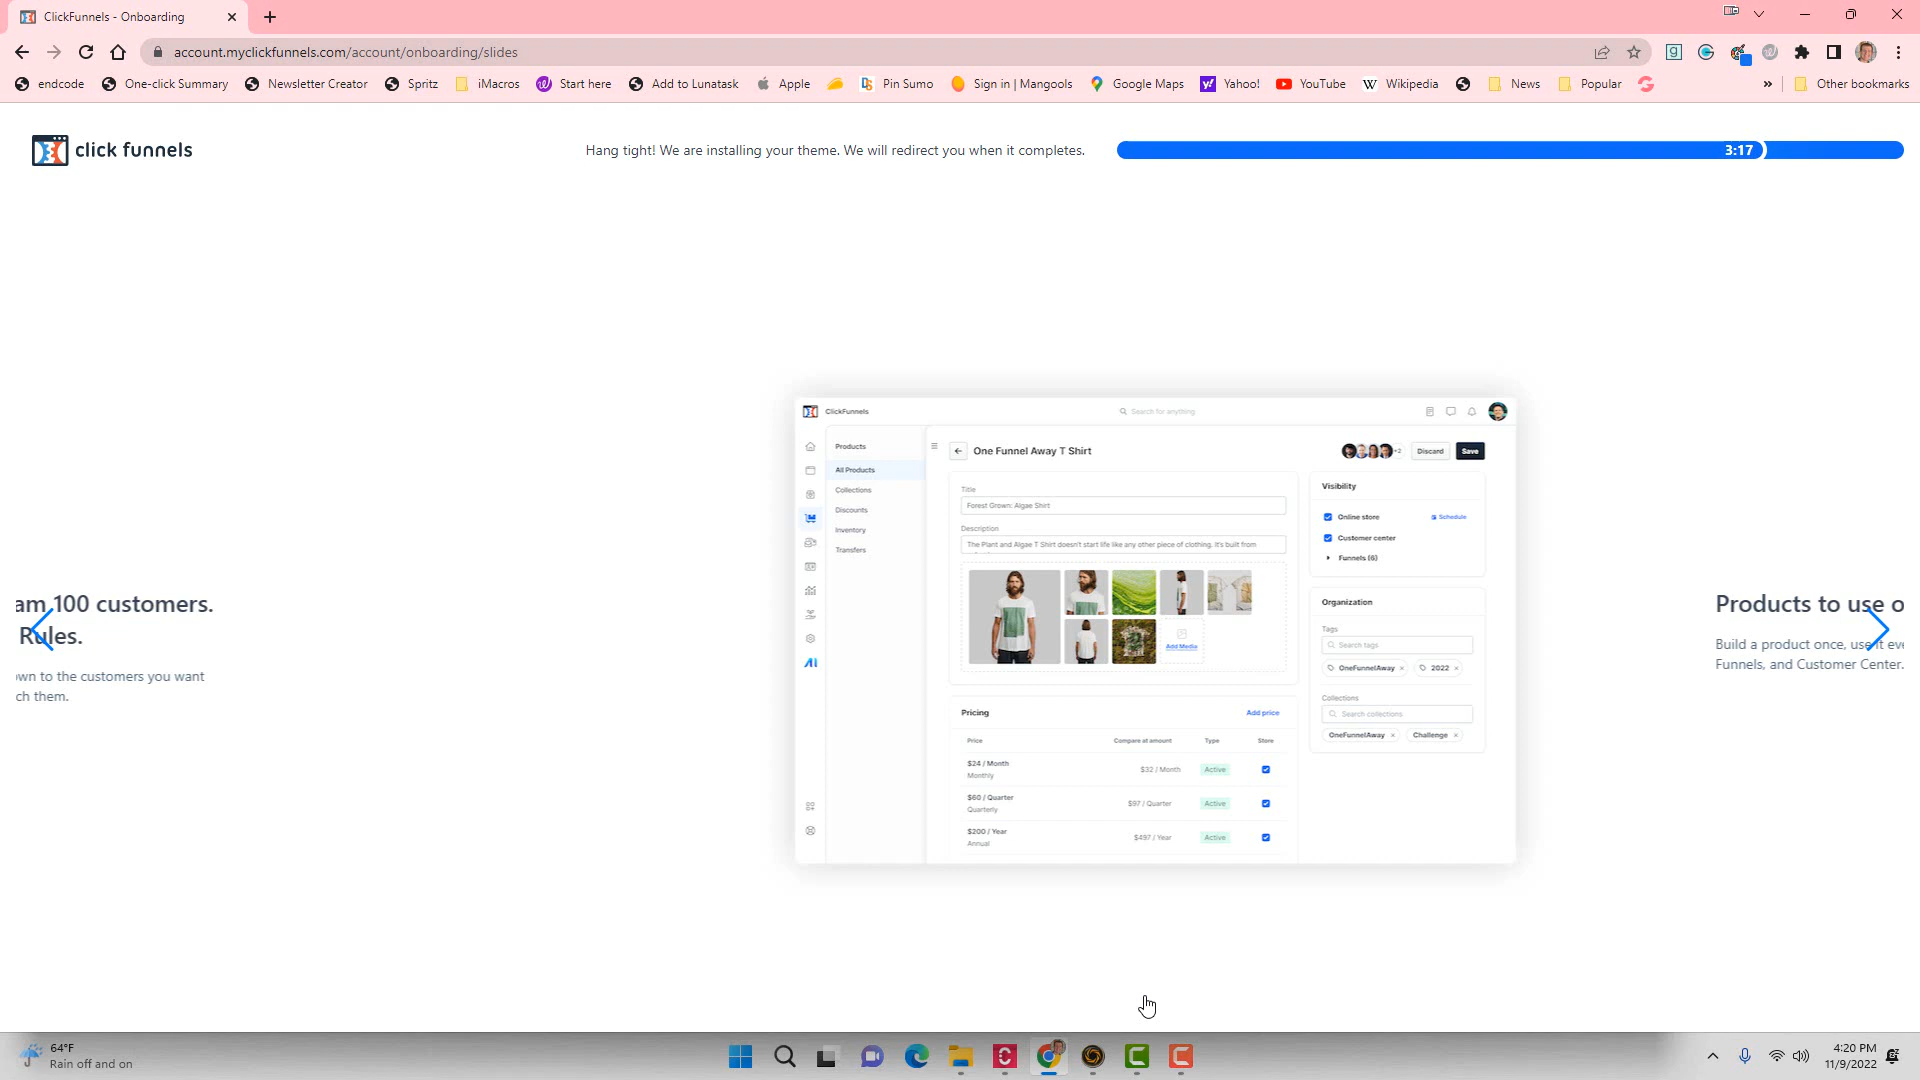 ClickFunnels - Onboarding
account.myclickfunnels.com/account/onboarding/slides
endcode
One-click Summary
Newsletter Creator
Spritz
iMacros
Start here
Add to Lunatask
Apple
Pin Sumo
Sign in | Mangools
Google Maps
Yahoo!
YouTube
Wikipedia
News
Popular
»
Other bookmarks
click funnels
Hang tight! We are installing your theme. We will redirect you when it completes.
3:17
ClickFunnels
Search for anything
Products
All Products
Collections
Discounts
Inventory
Transfers
One Funnel Away T Shirt
+2
Discard
Save
Title
Forest Grown: Algae Shirt
Description
The Plant and Algae T Shirt doesn't start life like any other piece of clothing. It's built from
Add Media
Visibility
Online store
Schedule
Customer center
Funnels (6)
Organization
Tags
Search tags
OneFunnelAway ×
2022 ×
Collections
Search collections
OneFunnelAway ×
Challenge ×
Pricing
Add price
Price Compare at amount Type Store
$24 / Month $32 / Month Active
Monthly
$60 / Quarter $97 / Quarter Active
Quarterly
$200 / Year $497 / Year Active
Annual
am 100 customers.
Rules.
wn to the customers you want
ch them.
Products to use o
Build a product once, use it eve
Funnels, and Customer Center.
64°F
Rain off and on
4:20 PM
11/9/2022